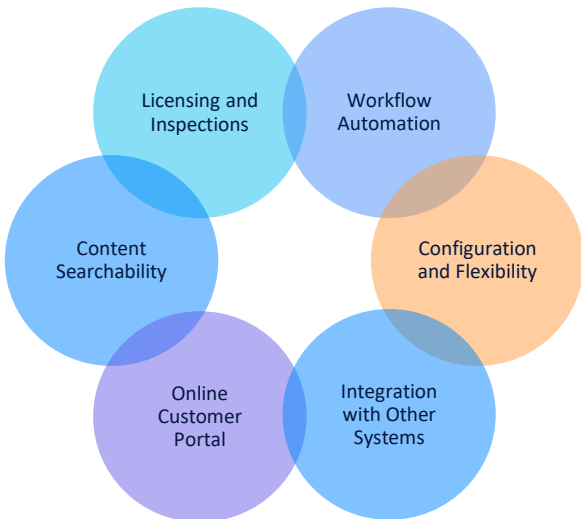 Licensing and
Inspections
Workflow
Automation
Content
Searchability
Configuration
and Flexibility
Online
Customer
Portal
Integration
with Other
Systems